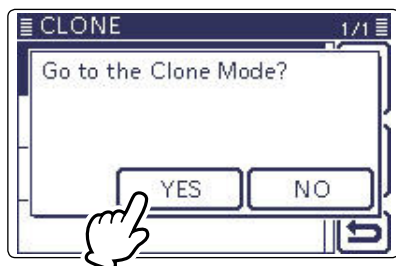 CLONE 1/1
Go to the Clone Mode?
YES NO